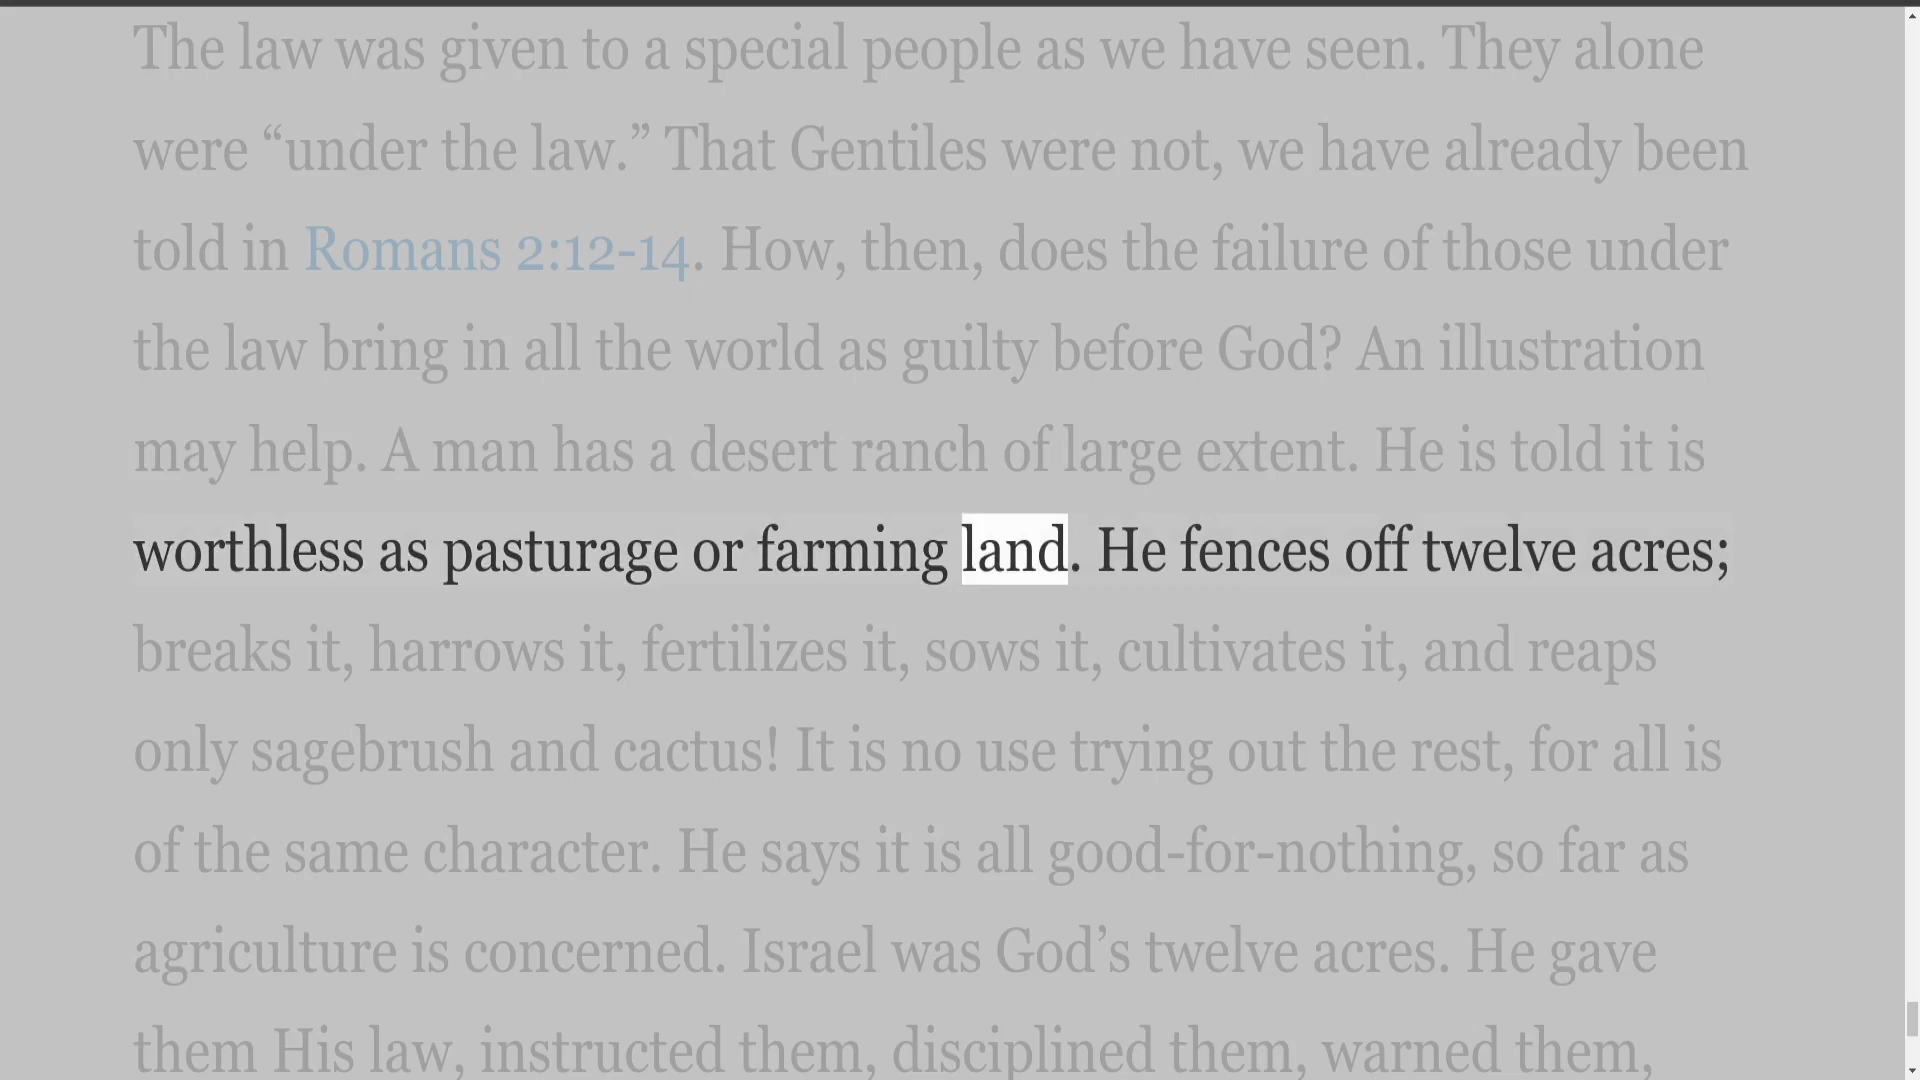 The law was given to a special people as we have seen. They alone
were “under the law.” That Gentiles were not, we have already been
told in Romans 2:12-14. How, then, does the failure of those under
the law bring in all the world as guilty before God? An illustration
may help. A man has a desert ranch of large extent. He is told it is
worthless as pasturage or farming land. He fences off twelve acres;
breaks it, harrows it, fertilizes it, sows it, cultivates it, and reaps
only sagebrush and cactus! It is no use trying out the rest, for all is
of the same character. He says it is all good-for-nothing, so far as
agriculture is concerned. Israel was God’s twelve acres. He gave
them His law, instructed them, disciplined them, warned them,